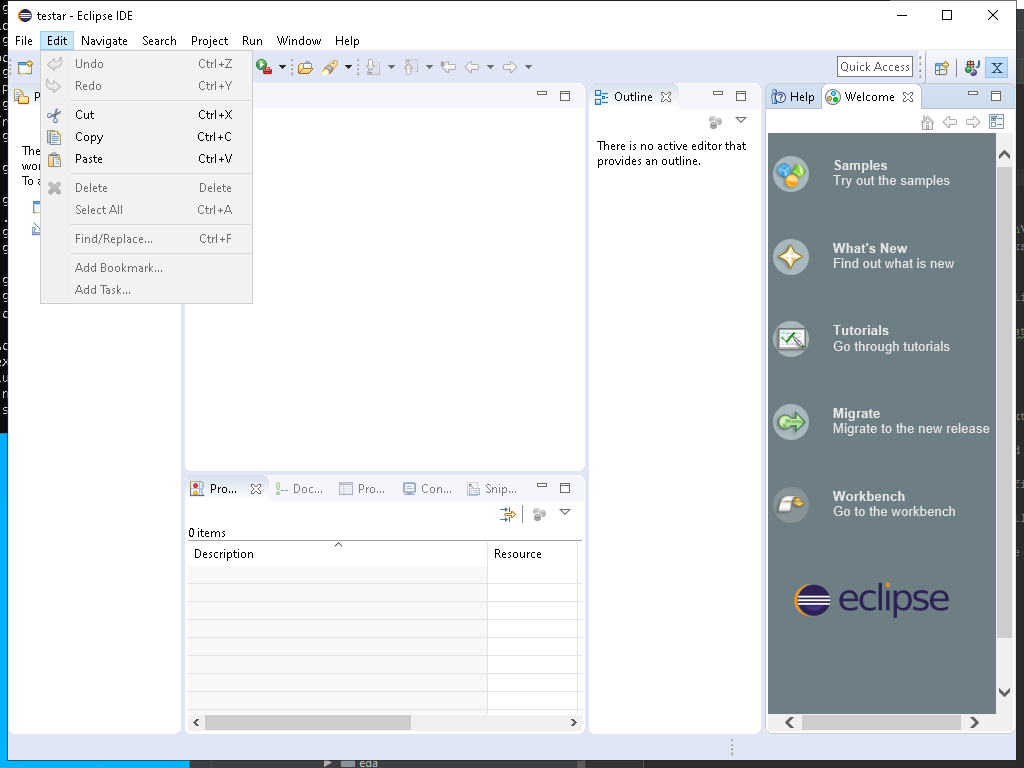 testar - Eclipse IDE
File Edit Navigate Search Project Run Window Help
Quick Access
Undo Ctrl+Z
Redo Ctrl+Y
Cut Ctrl+X
Copy Ctrl+C
Paste Ctrl+V
Delete Delete
Select All Ctrl+A
Find/Replace... Ctrl+F
Add Bookmark...
Add Task...
Outline
There is no active editor that
provides an outline.
Help Welcome
Samples
Try out the samples
What's New
Find out what is new
Tutorials
Go through tutorials
Migrate
Migrate to the new release
Workbench
Go to the workbench
eclipse
Pro... Doc... Pro... Con... Snip...
0 items
Description Resource
eda